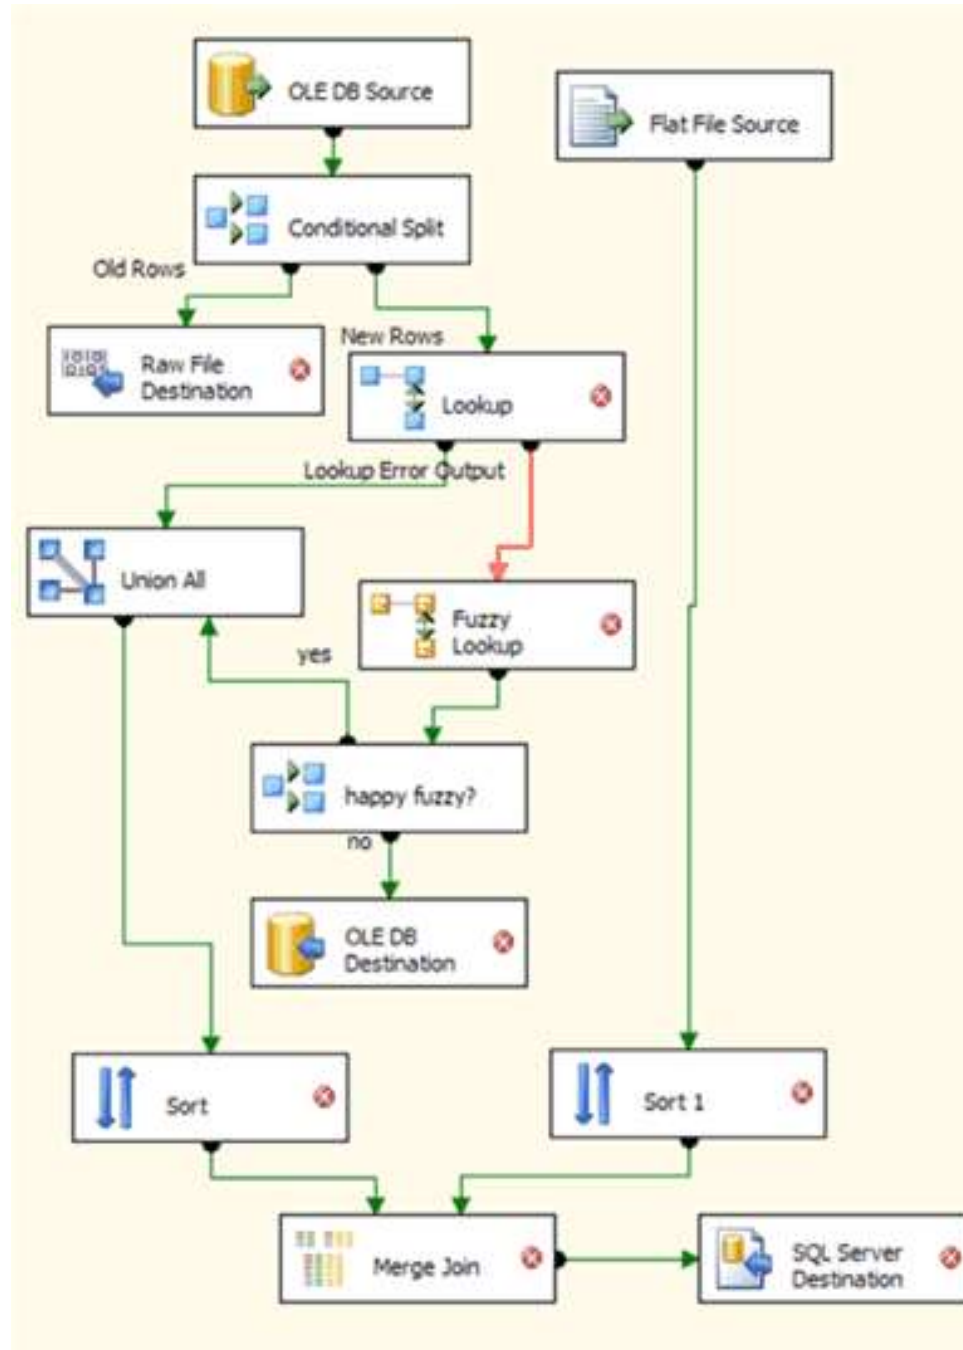 OLE DB Source
Flat File Source
Conditional Split
Old Rows
New Rows
Raw File
Destination
Lookup
Lookup Error Output
Union All
Fuzzy
Lookup
yes
happy fuzzy?
no
OLE DB
Destination
Sort
Sort 1
Merge Join
SQL Server
Destination